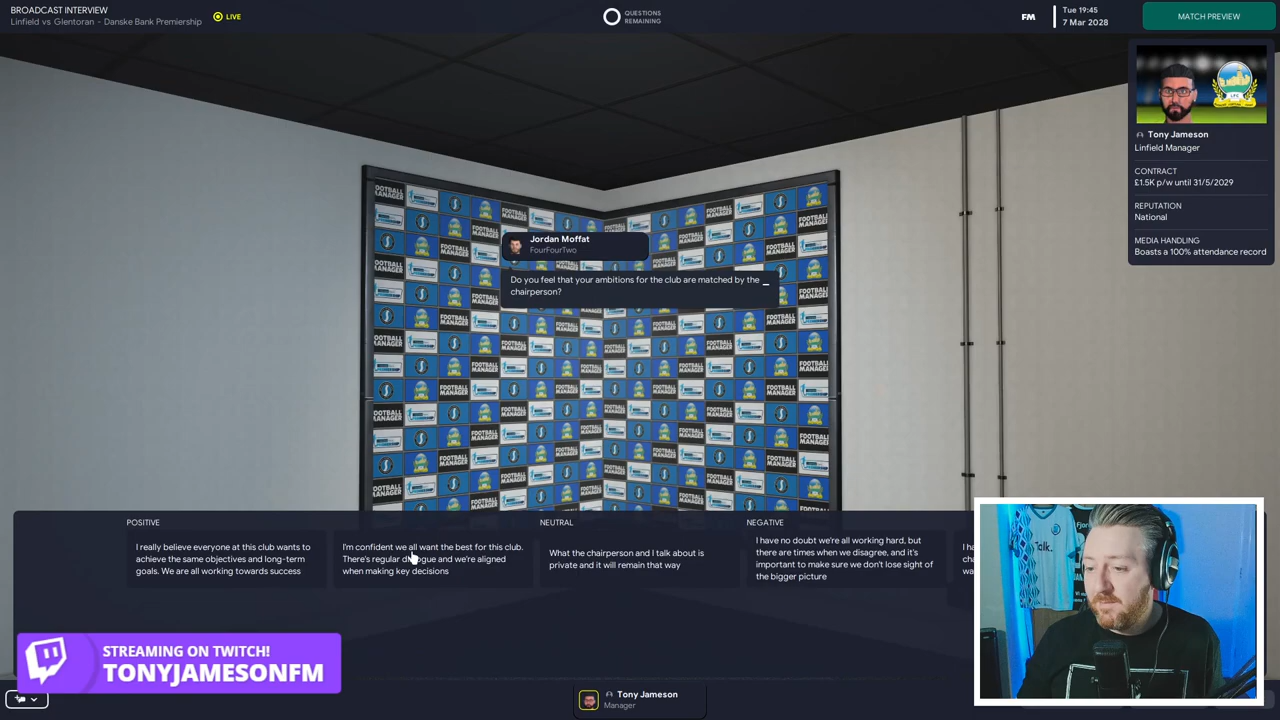 BROADCAST INTERVIEW
Linfield vs Glentoran - Danske Bank Premiership
LIVE
QUESTIONS
REMAINING
FM
Tue 19:45
7 Mar 2028
MATCH PREVIEW
Tony Jameson
Linfield Manager
CONTRACT
£1.5K p/w until 31/5/2029
REPUTATION
National
MEDIA HANDLING
Boasts a 100% attendance record
Jordan Moffat
FourFourTwo
Do you feel that your ambitions for the club are matched by the
chairperson?
FOOTBALL
MANAGER
POSITIVE
I really believe everyone at this club wants to
achieve the same objectives and long-term
goals. We are all working towards success
I'm confident we all want the best for this club.
There's regular dialogue and we're aligned
when making key decisions
NEUTRAL
What the chairperson and I talk about is
private and it will remain that way
NEGATIVE
I have no doubt we're all working hard, but
there are times when we disagree, and it's
important to make sure we don't lose sight of
the bigger picture
STREAMING ON TWITCH!
TONYJAMESONFM
Tony Jameson
Manager